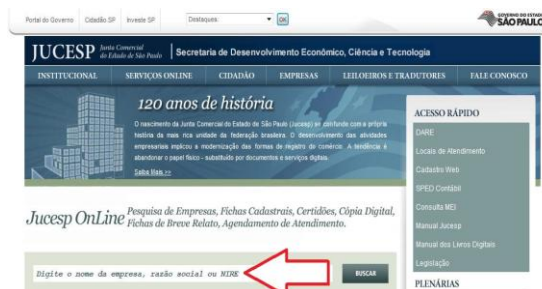 Portal do Governo Cidadão SP Investe SP Destaques: OK
GOVERNO DO ESTADO
SÃO PAULO
JUCESP Junta Comercial
do Estado de São Paulo
Secretaria de Desenvolvimento Econômico, Ciência e Tecnologia
INSTITUCIONAL SERVIÇOS ONLINE CIDADÃO EMPRESAS LEILOEIROS E TRADUTORES FALE CONOSCO
120 anos de história
O nascimento da Junta Comercial do Estado de São Paulo (Jucesp) se confunde com a própria
história da mais rica unidade da federação brasileira. O desenvolvimento das atividades
empresariais implicou a modernização das formas de registro do comércio. A tendência é
abandonar o papel físico - substituído por documentos e serviços digitais.
Saiba Mais >>
ACESSO RÁPIDO
DARE
Locais de Atendimento
Cadastro Web
SPED Contábil
Consulta MEI
Manual Jucesp
Manual dos Livros Digitais
Legislação
PLENÁRIAS
Jucesp OnLine
Pesquisa de Empresas, Fichas Cadastrais, Certidões, Cópia Digital,
Fichas de Breve Relato, Agendamento de Atendimento.
Digite o nome da empresa, razão social ou NIRE
BUSCAR